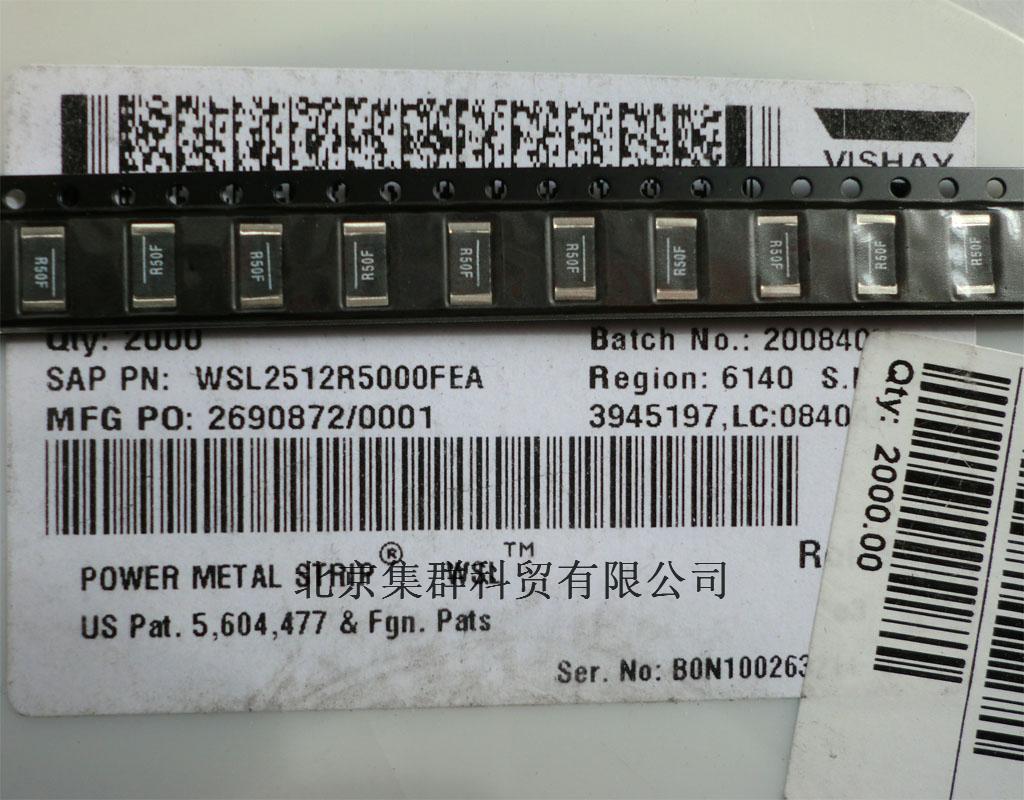 VISHAY
R50F R50F R50F R50F R50F R50F R50F R50F R50F R50F
Qty: 2000
Batch No.: 200840
SAP PN: WSL2512R5000FEA
Region: 6140
MFG PO: 2690872/0001
3945197,LC:0840
POWER METAL STRIP® WSL™
北京集群科贸有限公司
US Pat. 5,604,477 & Fgn. Pats
Ser. No: B0N100263
Qty: 2000.00